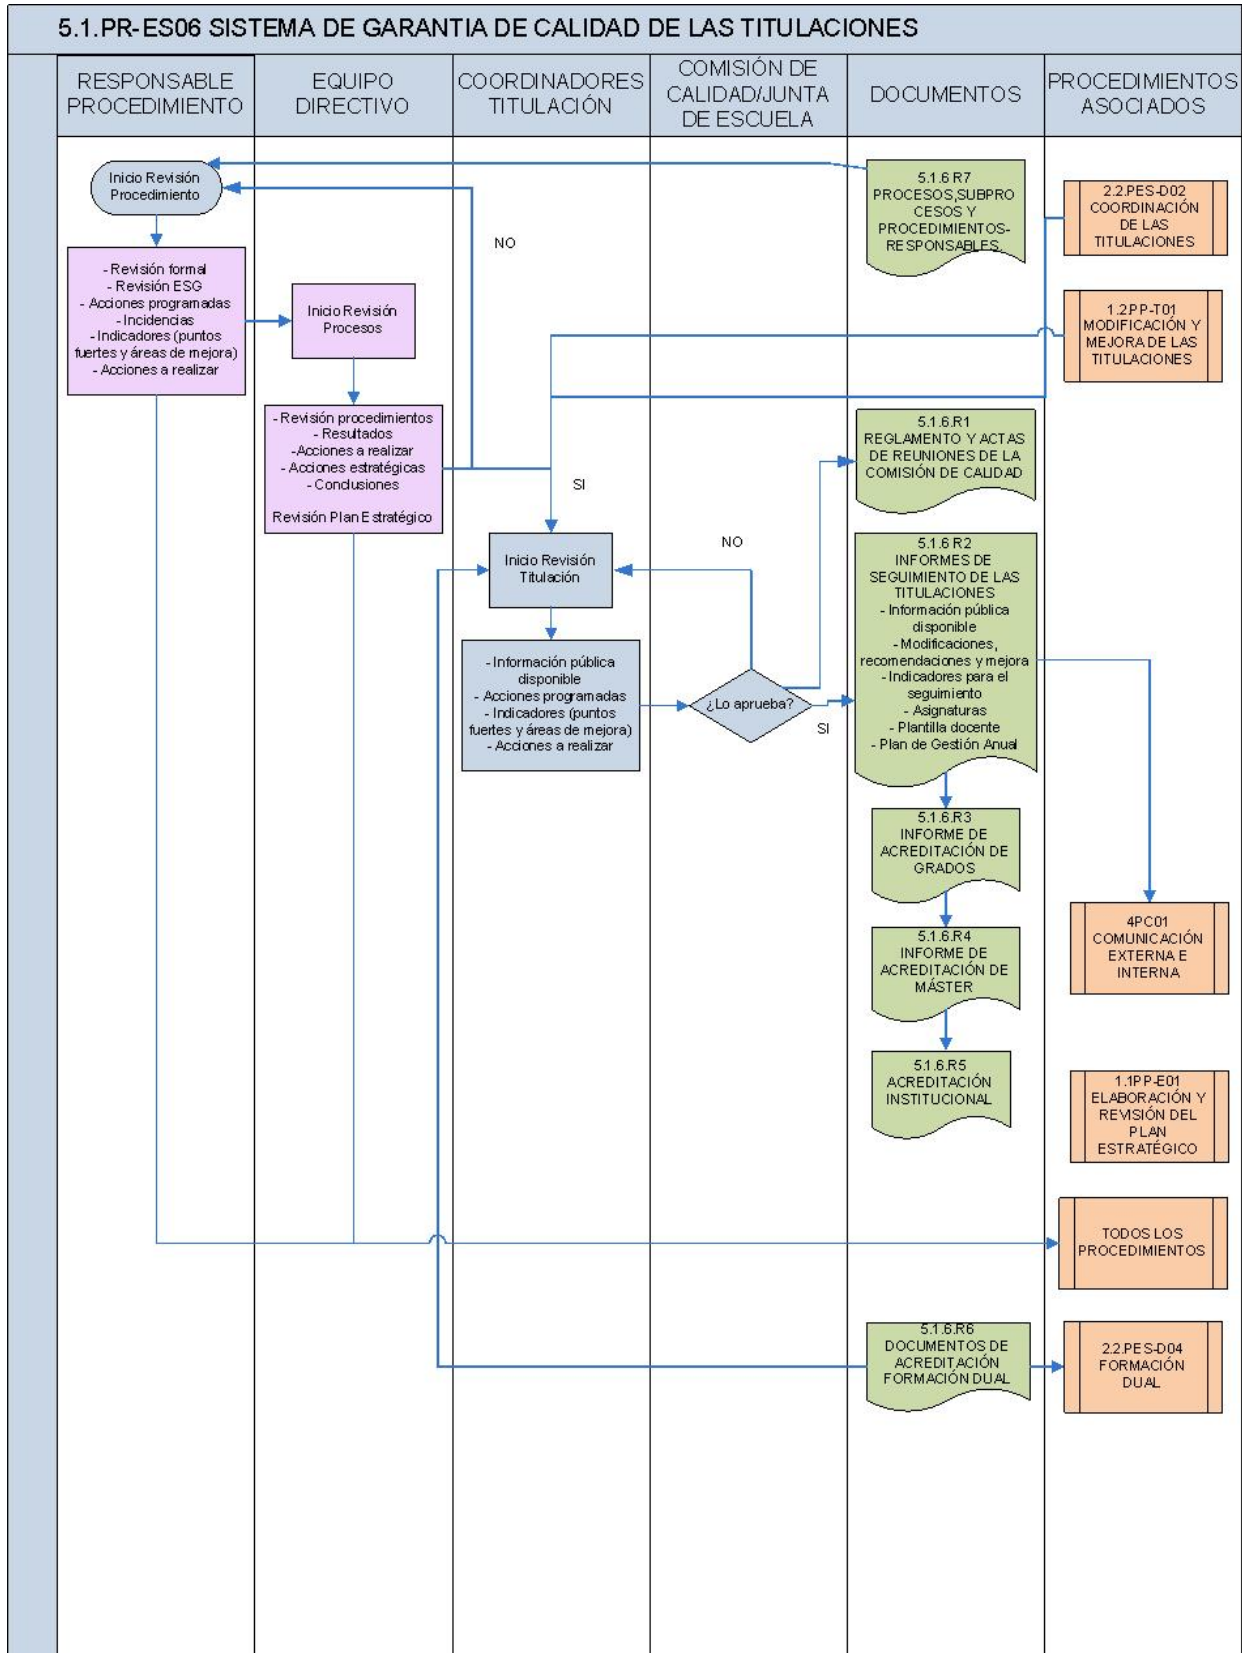 5.1.PR-ES06 SISTEMA DE GARANTIA DE CALIDAD DE LAS TITULACIONES
RESPONSABLE
PROCEDIMIENTO
EQUIPO
DIRECTIVO
COORDINADORES
TITULACIÓN
COMISIÓN DE
CALIDAD/JUNTA
DE ESCUELA
DOCUMENTOS
PROCEDIMIENTOS
ASOCIADOS
Inicio Revisión
Procedimiento
- Revisión formal
- Revisión ESG
- Acciones programadas
- Incidencias
- Indicadores (puntos
fuertes y áreas de mejora)
- Acciones a realizar
Inicio Revisión
Procesos
- Revisión procedimientos
- Resultados
-Acciones a realizar
- Acciones estratégicas
- Conclusiones
Revisión Plan Estratégico
NO
SI
Inicio Revisión
Titulación
- Información pública
disponible
- Acciones programadas
- Indicadores (puntos
fuertes y áreas de mejora)
- Acciones a realizar
NO
¿Lo aprueba?
SI
5.1.6 R7
PROCESOS,SUBPRO
CESOS Y
PROCEDIMIENTOS-
RESPONSABLES
5.1.6.R1
REGLAMENTO Y ACTAS
DE REUNIONES DE LA
COMISIÓN DE CALIDAD
5.1.6 R2
INFORMES DE
SEGUIMIENTO DE LAS
TITULACIONES
- Información pública
disponible
- Modificaciones,
recomendaciones y mejora
- Indicadores para el
seguimiento
- Asignaturas
- Plantilla docente
- Plan de Gestión Anual
5.1.6.R3
INFORME DE
ACREDITACIÓN DE
GRADOS
5.1.6.R4
INFORME DE
ACREDITACIÓN DE
MÁSTER
5.1.6.R5
ACREDITACIÓN
INSTITUCIONAL
5.1.6.R6
DOCUMENTOS DE
ACREDITACIÓN
FORMACIÓN DUAL
2.2.PES-D02
COORDINACIÓN
DE LAS
TITULACIONES
1.2PP-T01
MODIFICACIÓN Y
MEJORA DE LAS
TITULACIONES
4PC01
COMUNICACIÓN
EXTERNA E
INTERNA
1.1PP-E01
ELABORACIÓN Y
REVISIÓN DEL
PLAN
ESTRATÉGICO
TODOS LOS
PROCEDIMIENTOS
2.2.PES-D04
FORMACIÓN
DUAL